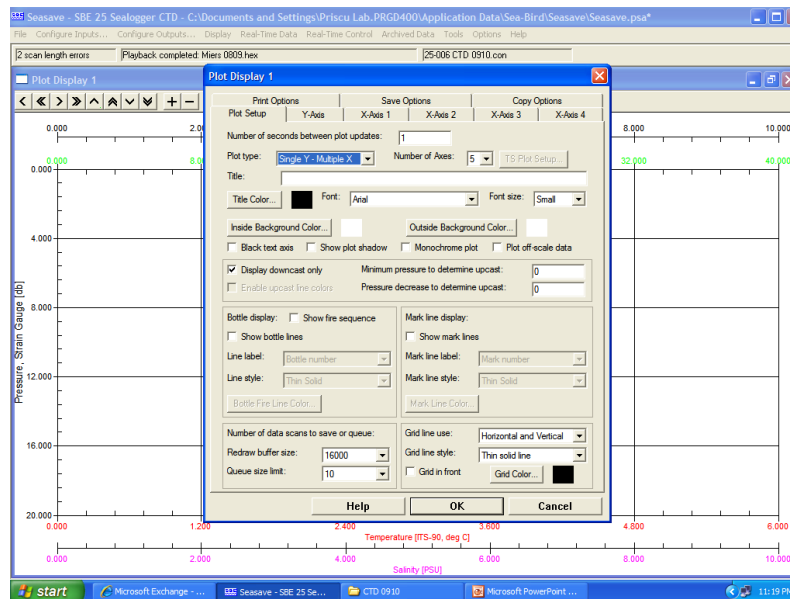 Seasave - SBE 25 Sealogger CTD - C:\Documents and Settings\Priscu Lab.PRGD400\Application Data\Sea-Bird\Seasave\Seasave.psa*
File Configure Inputs... Configure Outputs... Display Real-Time Data Real-Time Control Archived Data Tools Options Help
2 scan length errors Playback completed: Miers 0809.hex 25-006 CTD 0910.con
Plot Display 1
Plot Display 1
Print Options Save Options Copy Options
Plot Setup Y-Axis X-Axis 1 X-Axis 2 X-Axis 3 X-Axis 4
Number of seconds between plot updates: 1
Plot type: Single Y - Multiple X Number of Axes: 5 TS Plot Setup...
Title:
Title Color... Font: Arial Font size: Small
Inside Background Color... Outside Background Color...
Black text axis Show plot shadow Monochrome plot Plot off-scale data
Display downcast only Minimum pressure to determine upcast: 0
Enable upcast line colors Pressure decrease to determine upcast: 0
Bottle display: Show fire sequence Mark line display:
Show bottle lines Show mark lines
Line label: Bottle number Mark line label: Mark number
Line style: Thin Solid Mark line style: Thin Solid
Bottle Fire Line Color... Mark Line Color...
Number of data scans to save or queue: Grid line use: Horizontal and Vertical
Redraw buffer size: 16000 Grid line style: Thin solid line
Queue size limit: 10 Grid in front Grid Color...
Help OK Cancel
0.000 8.000 10.000
0.000 32.000 40.000
0.000
4.000
8.000
12.000
16.000
20.000
Pressure, Strain Gauge [db]
0.000 1.200 2.400 3.600 4.800 6.000
Temperature [ITS-90, deg C]
0.000 2.000 4.000 6.000 8.000 10.000
Salinity [PSU]
start Microsoft Exchange - ... Seasave - SBE 25 Se... CTD 0910 Microsoft PowerPoint ... 11:19 PM